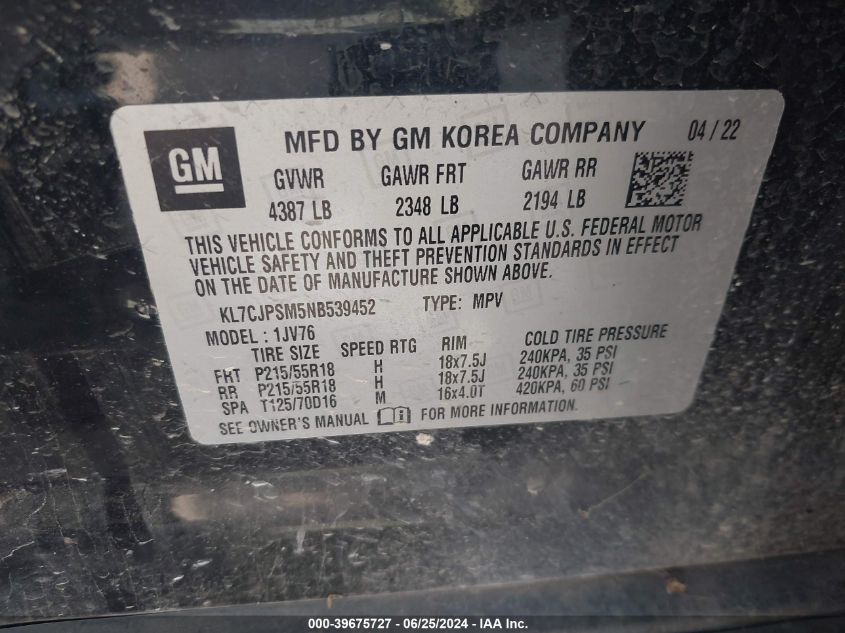 GM
MFD BY GM KOREA COMPANY 04 / 22
GVWR GAWR FRT GAWR RR
4387 LB 2348 LB 2194 LB
THIS VEHICLE CONFORMS TO ALL APPLICABLE U.S. FEDERAL MOTOR
VEHICLE SAFETY AND THEFT PREVENTION STANDARDS IN EFFECT
ON THE DATE OF MANUFACTURE SHOWN ABOVE.
KL7CJPSM5NB539452 TYPE: MPV
MODEL: 1JV76
TIRE SIZE SPEED RTG RIM COLD TIRE PRESSURE
FRT P215/55R18 H 18x7.5J 240KPA, 35 PSI
RR P215/55R18 H 18x7.5J 240KPA, 35 PSI
SPA T125/70D16 M 16x4.0T 420KPA, 60 PSI
SEE OWNER'S MANUAL FOR MORE INFORMATION.
000-39675727 - 06/25/2024 - IAA Inc.